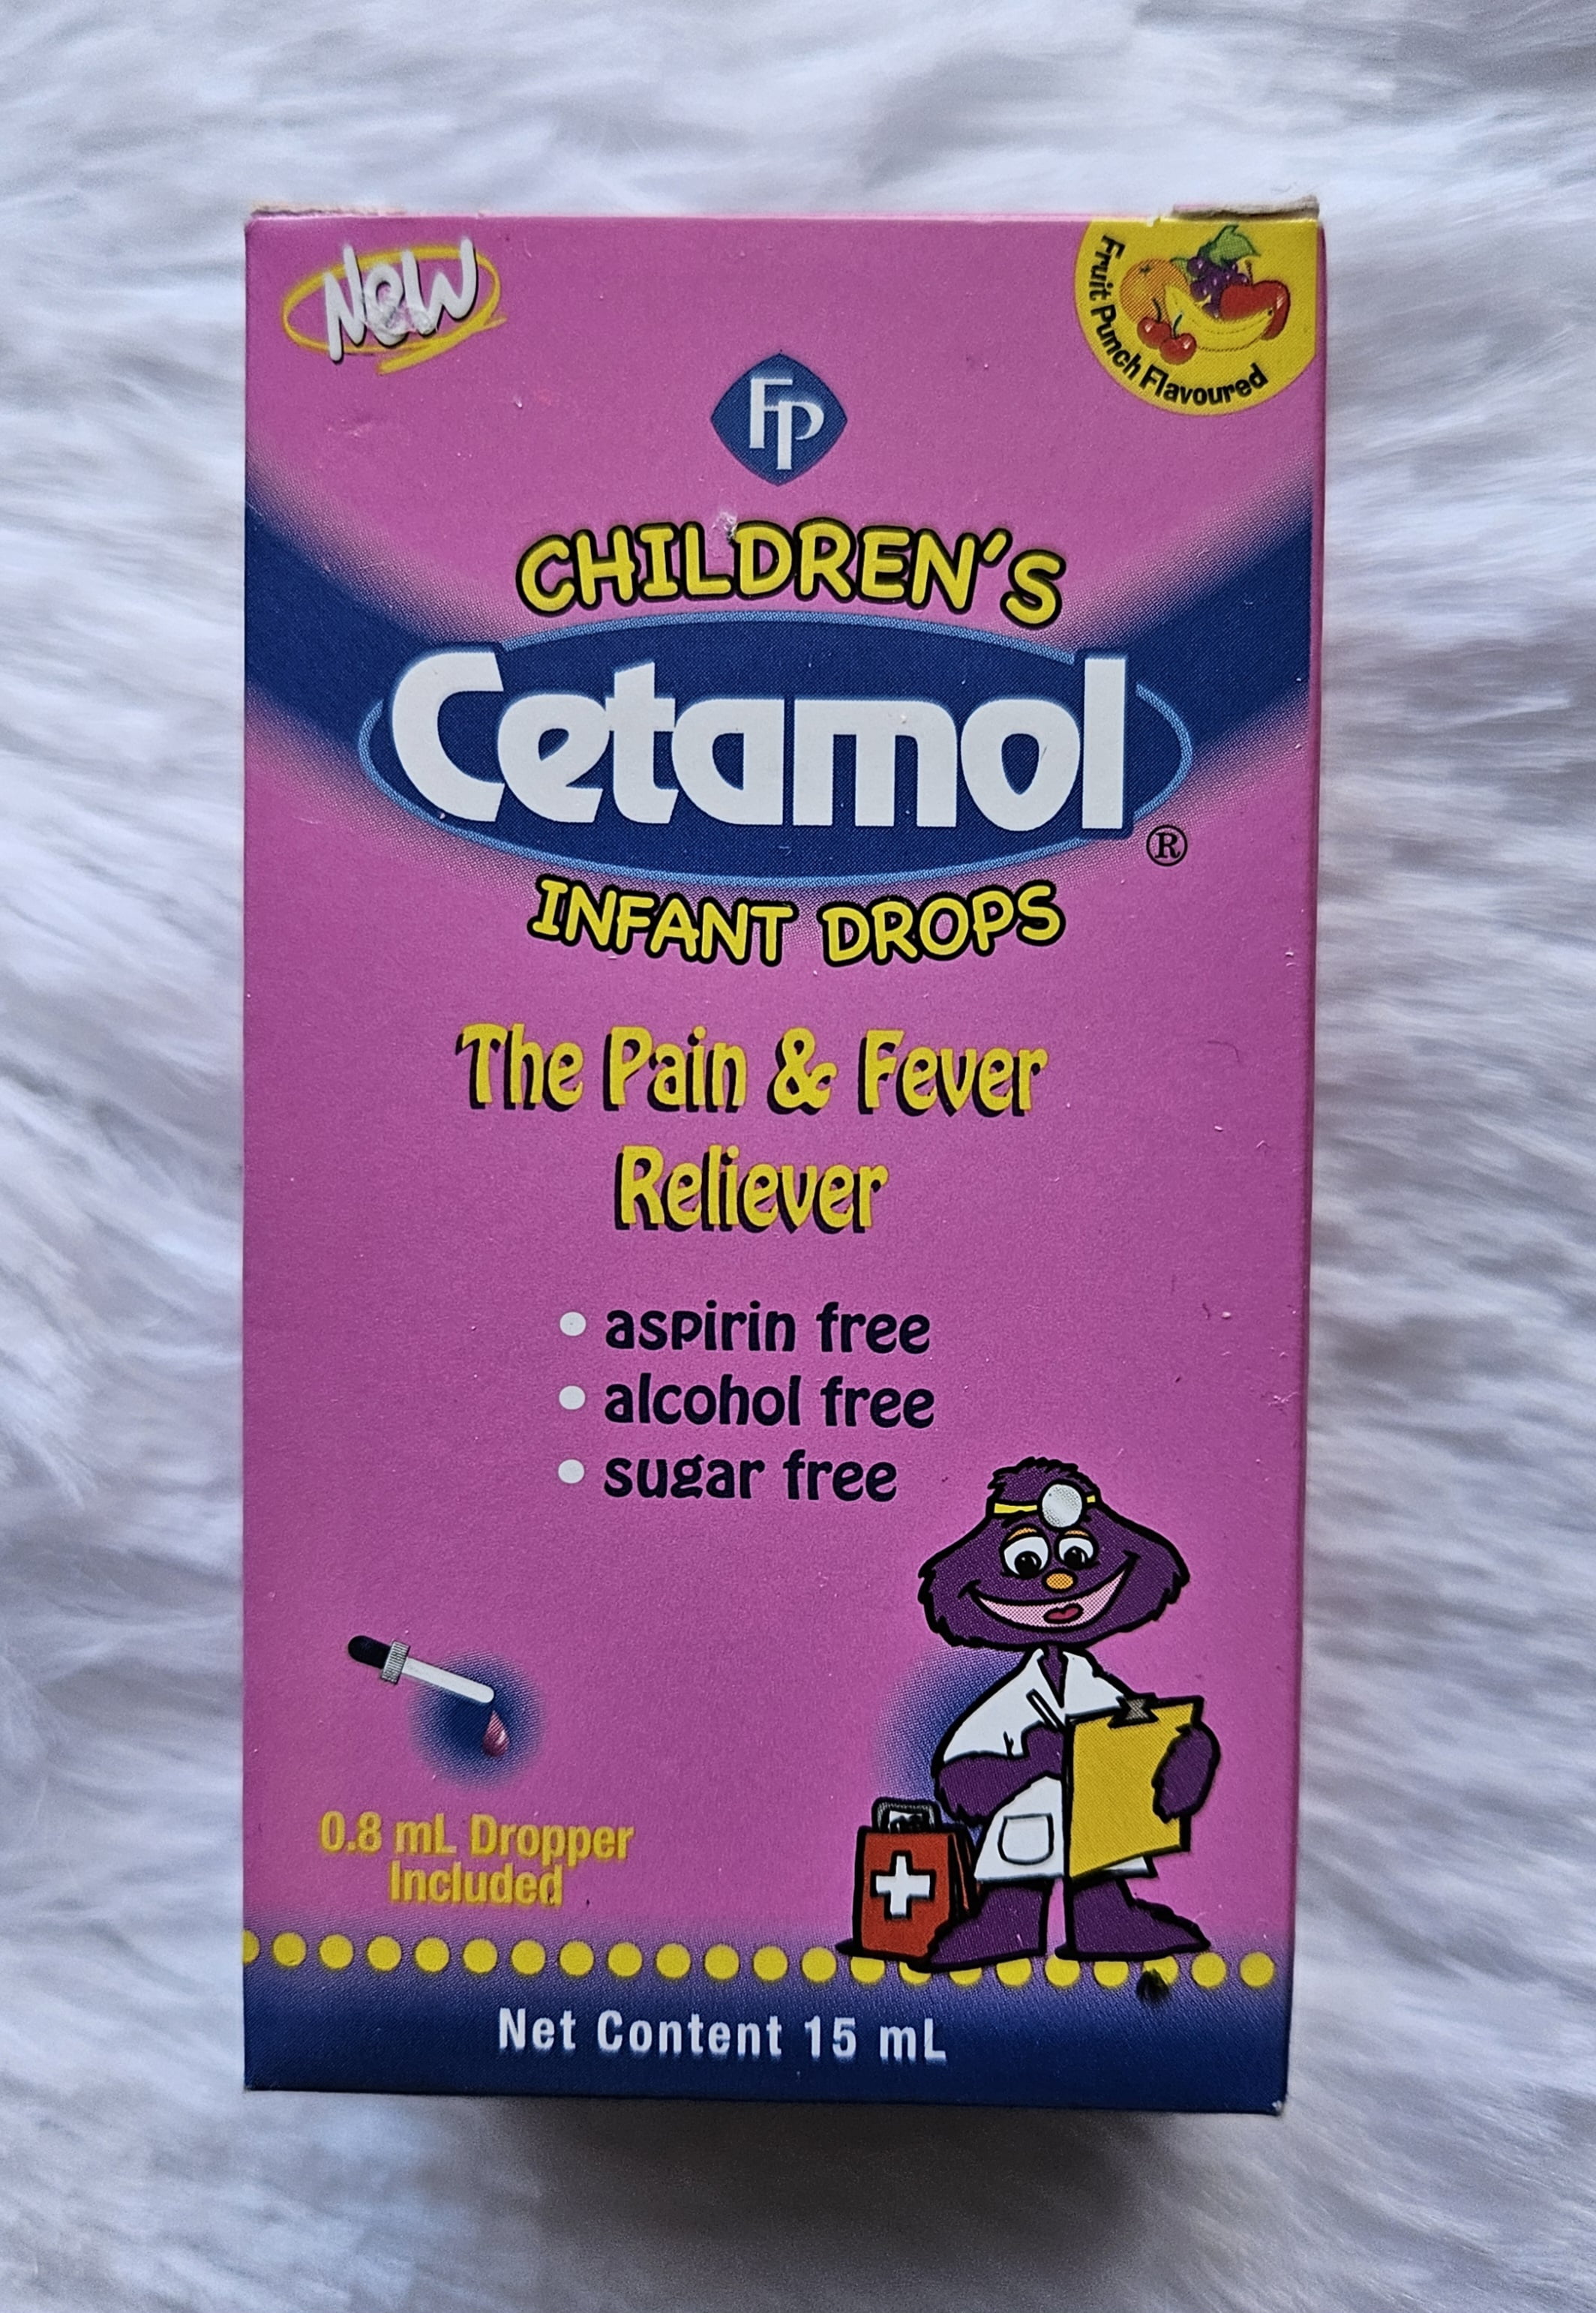 New
Fruit Punch Flavoured
FP
CHILDREN'S
Cetamol
®
INFANT DROPS
The Pain & Fever
Reliever
• aspirin free
• alcohol free
• sugar free
0.8 mL Dropper
Included
Net Content 15 mL